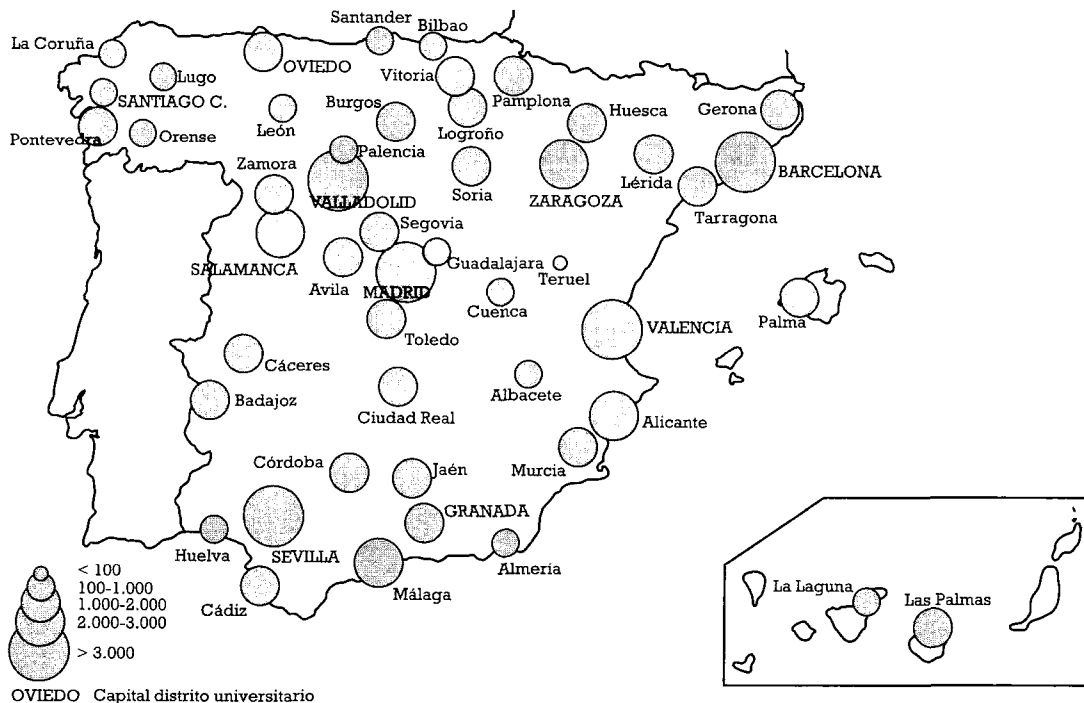 Santander
Bilbao
La Coruña
OVIEDO
Vitoria
Lugo
Pamplona
SANTIAGO C.
Burgos
Huesca
Gerona
León
Logroño
Pontevedra
Orense
Palencia
Zamora
Soria
Lérida
BARCELONA
VALLADOLID
ZARAGOZA
Tarragona
Segovia
SALAMANCA
Guadalajara
Avila
MADRID
Teruel
Cuenca
Palma
VALENCIA
Toledo
Cáceres
Albacete
Badajoz
Ciudad Real
Alicante
Córdoba
Jaén
Murcia
GRANADA
Huelva
SEVILLA
Almería
Málaga
Cádiz
La Laguna
Las Palmas
< 100
100-1.000
1.000-2.000
2.000-3.000
> 3.000
OVIEDO Capital distrito universitario